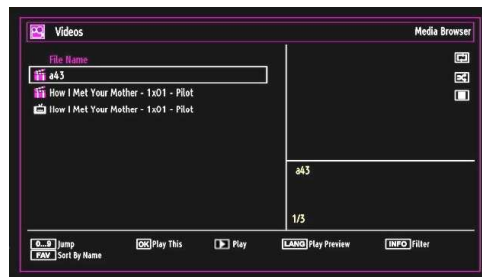 Videos
Media Browser
File Name
a43
How I Met Your Mother - 1x01 - Pilot
How I Met Your Mother - 1x01 - Pilot
a43
1/3
0...9 Jump OK Play This Play LANG Play Preview INFO Filter
FAV Sort By Name